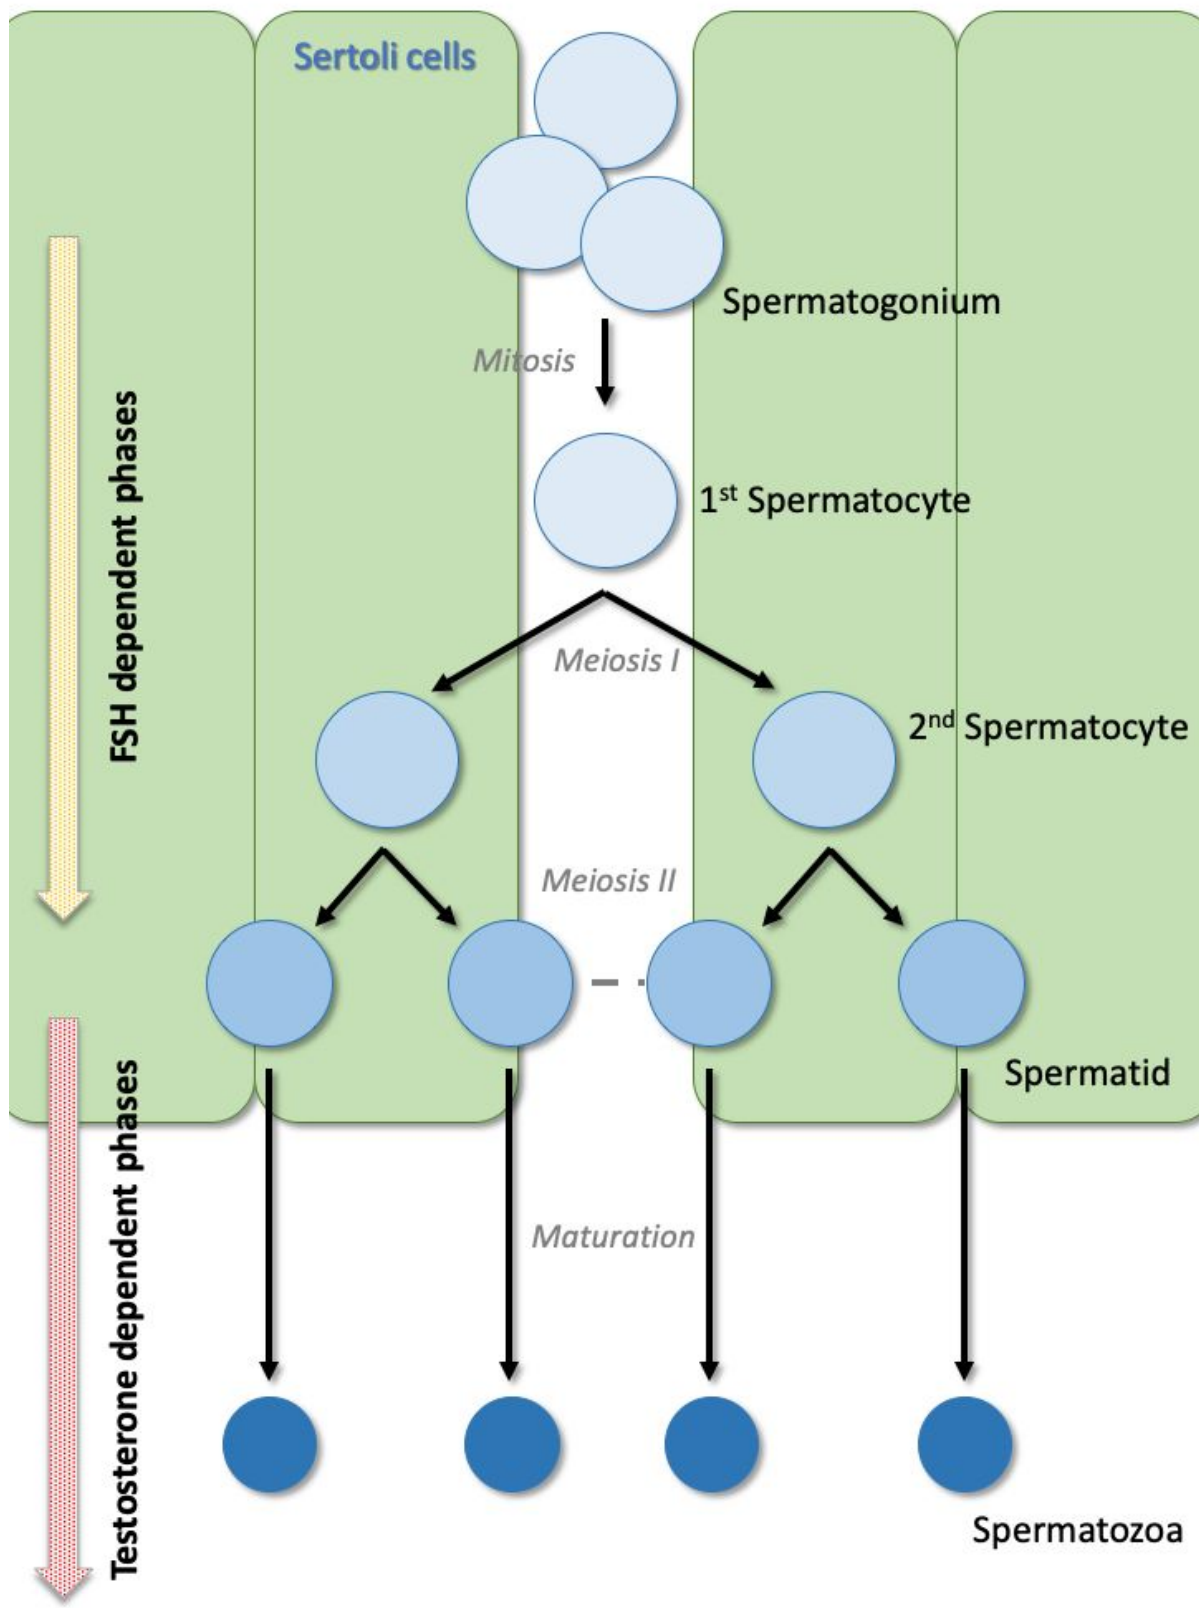 Sertoli cells
Spermatogonium
Mitosis
1st Spermatocyte
Meiosis I
2nd Spermatocyte
FSH dependent phases
Meiosis II
Spermatid
Maturation
Testosterone dependent phases
Spermatozoa